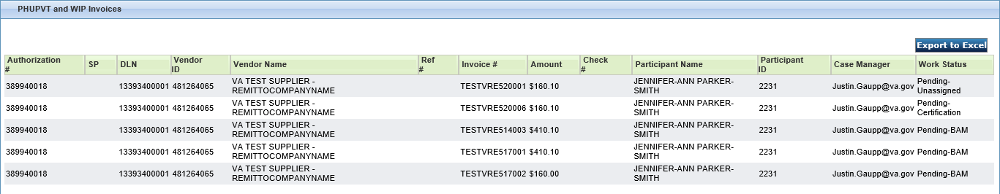 PHUPVT and WIP Invoices
Export to Excel
Authorization # SP DLN Vendor ID Vendor Name Ref # Invoice # Amount Check # Participant Name Participant ID Case Manager Work Status
389940018 13393400001 481264065 VA TEST SUPPLIER - REMITTOCOMPANYNAME TESTVRE520001 $160.10 JENNIFER-ANN PARKER-SMITH 2231 Justin.Gaupp@va.gov Pending-Unassigned
389940018 13393400001 481264065 VA TEST SUPPLIER - REMITTOCOMPANYNAME TESTVRE520006 $160.10 JENNIFER-ANN PARKER-SMITH 2231 Justin.Gaupp@va.gov Pending-Certification
389940018 13393400001 481264065 VA TEST SUPPLIER - REMITTOCOMPANYNAME TESTVRE514003 $410.10 JENNIFER-ANN PARKER-SMITH 2231 Justin.Gaupp@va.gov Pending-BAM
389940018 13393400001 481264065 VA TEST SUPPLIER - REMITTOCOMPANYNAME TESTVRE517001 $410.10 JENNIFER-ANN PARKER-SMITH 2231 Justin.Gaupp@va.gov Pending-BAM
389940018 13393400001 481264065 VA TEST SUPPLIER - REMITTOCOMPANYNAME TESTVRE517002 $160.00 JENNIFER-ANN PARKER-SMITH 2231 Justin.Gaupp@va.gov Pending-BAM